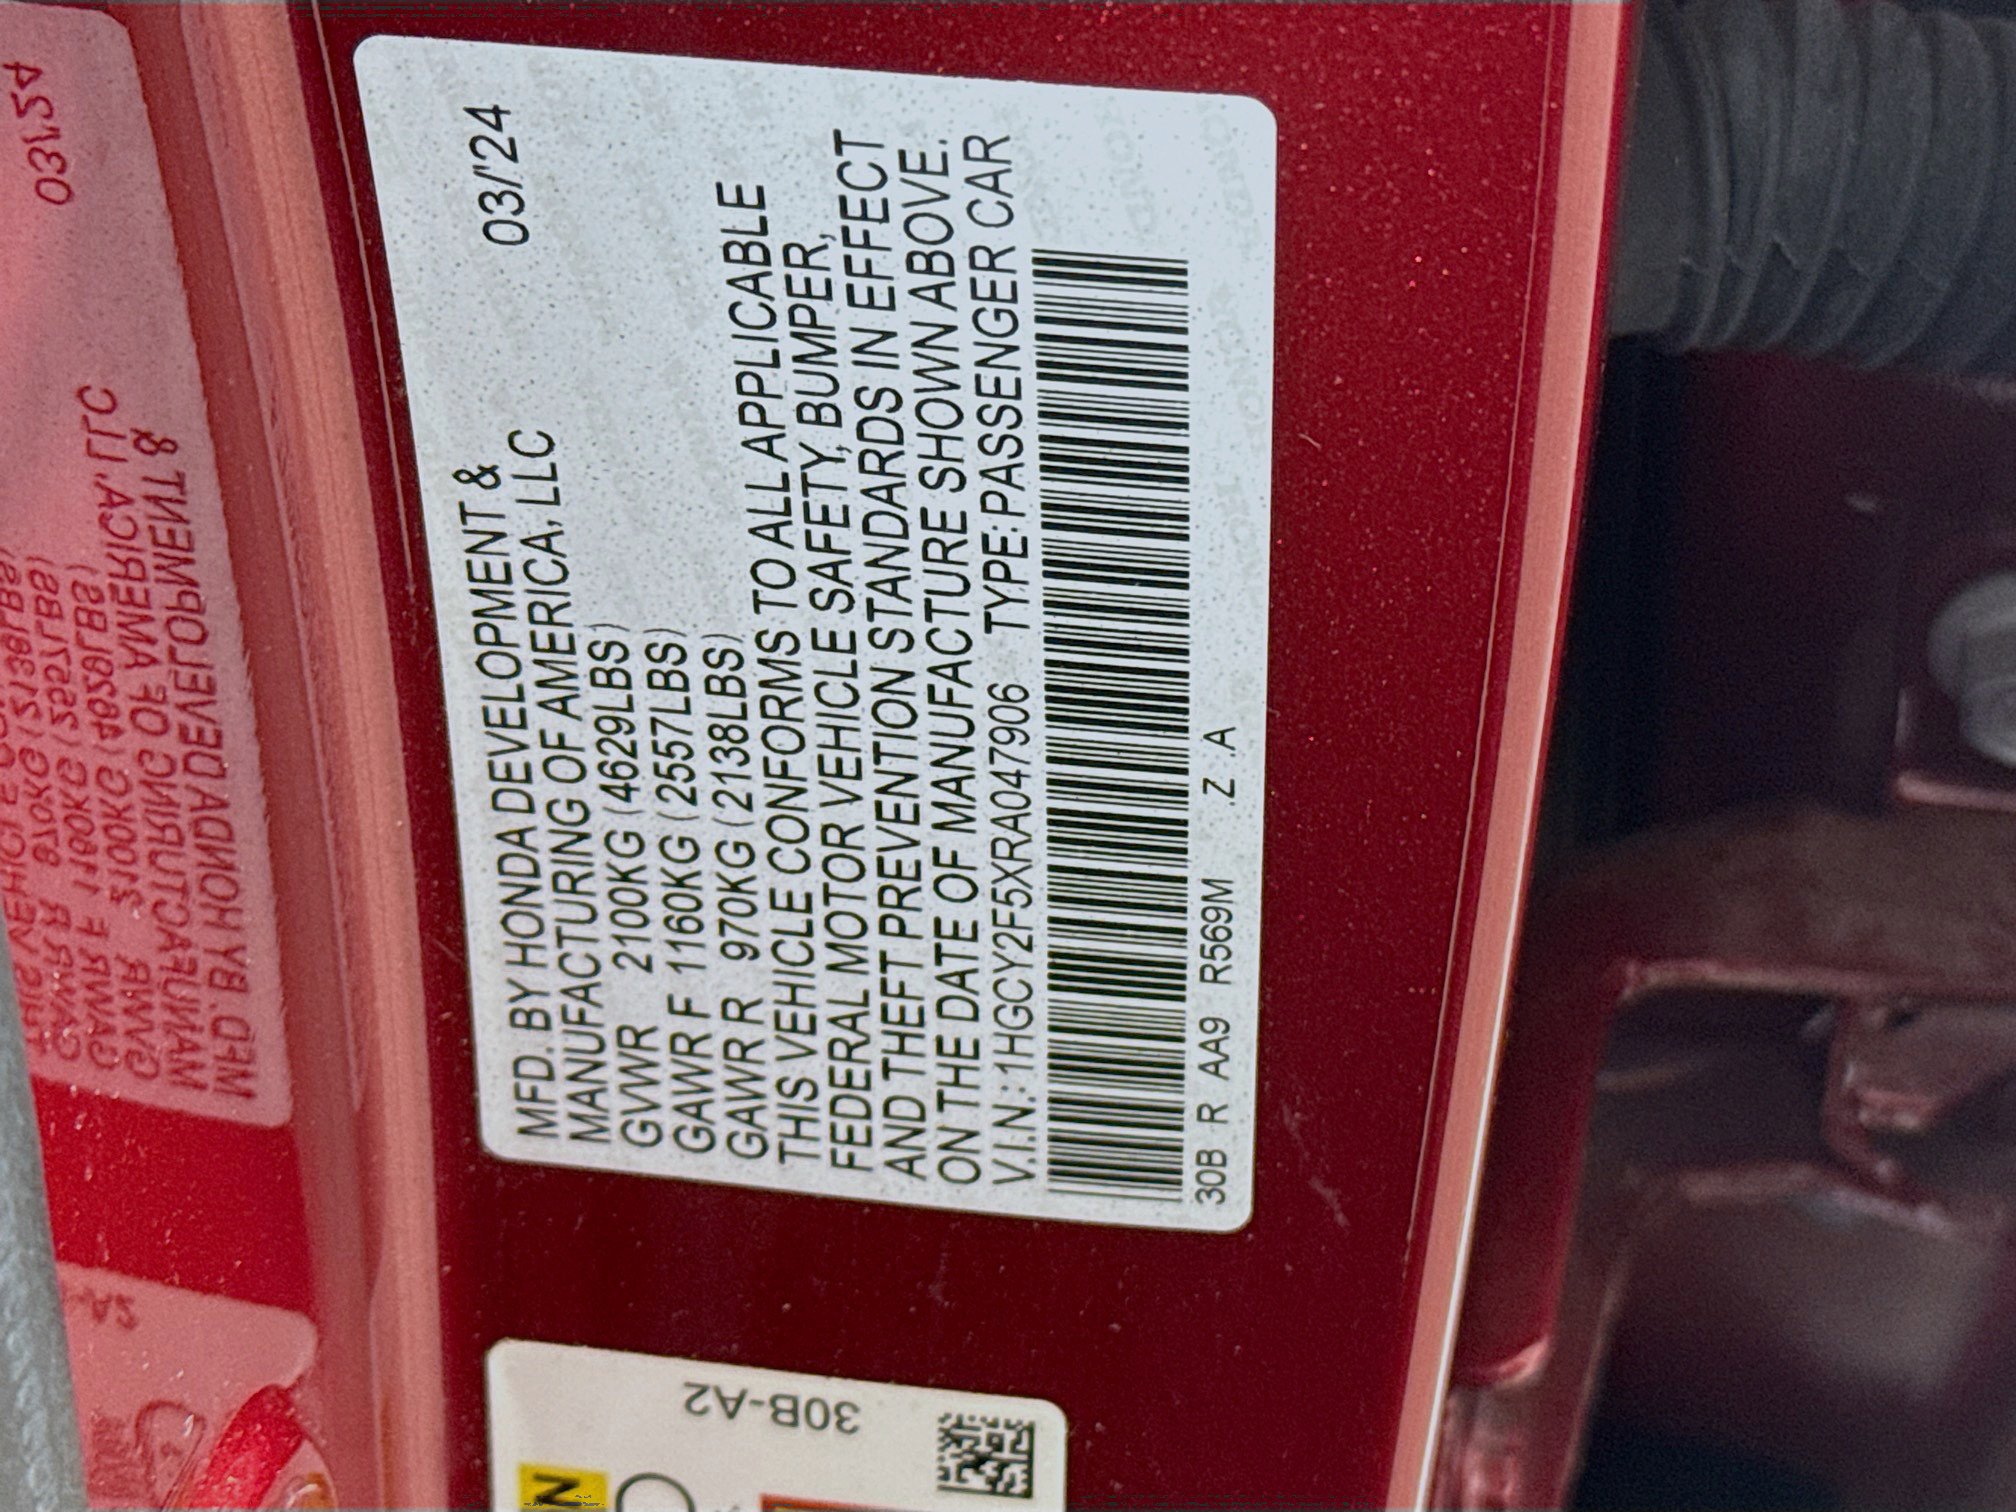 MFD. BY HONDA DEVELOPMENT & 03/'24
MANUFACTURING OF AMERICA, LLC
GVWR 2100KG (4629LBS)
GAWR F 1160KG (2557LBS)
GAWR R 970KG (2138LBS)
THIS VEHICLE CONFORMS TO ALL APPLICABLE
FEDERAL MOTOR VEHICLE SAFETY, BUMPER,
AND THEFT PREVENTION STANDARDS IN EFFECT
ON THE DATE OF MANUFACTURE SHOWN ABOVE.
V.I.N.: 1HGCY2F5XRA047906 TYPE: PASSENGER CAR
30B R AA9 R569M .Z .A
30B-A2